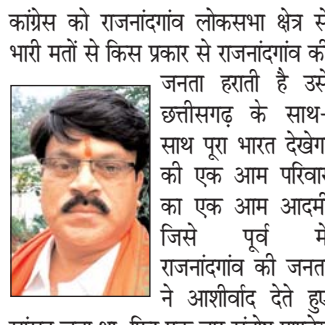 कांग्रेस को राजनांदगांव लोकसभा क्षेत्र से
भारी मतों से किस प्रकार से राजनांदगांव की
जनता हराती है उसे
छत्तीसगढ़ के साथ-
साथ पूरा भारत देखेगा
की एक आम परिवार
का एक आम आदमी
जिसे पूर्व में
राजनांदगांव की जनता
ने आशीर्वाद देते हुए